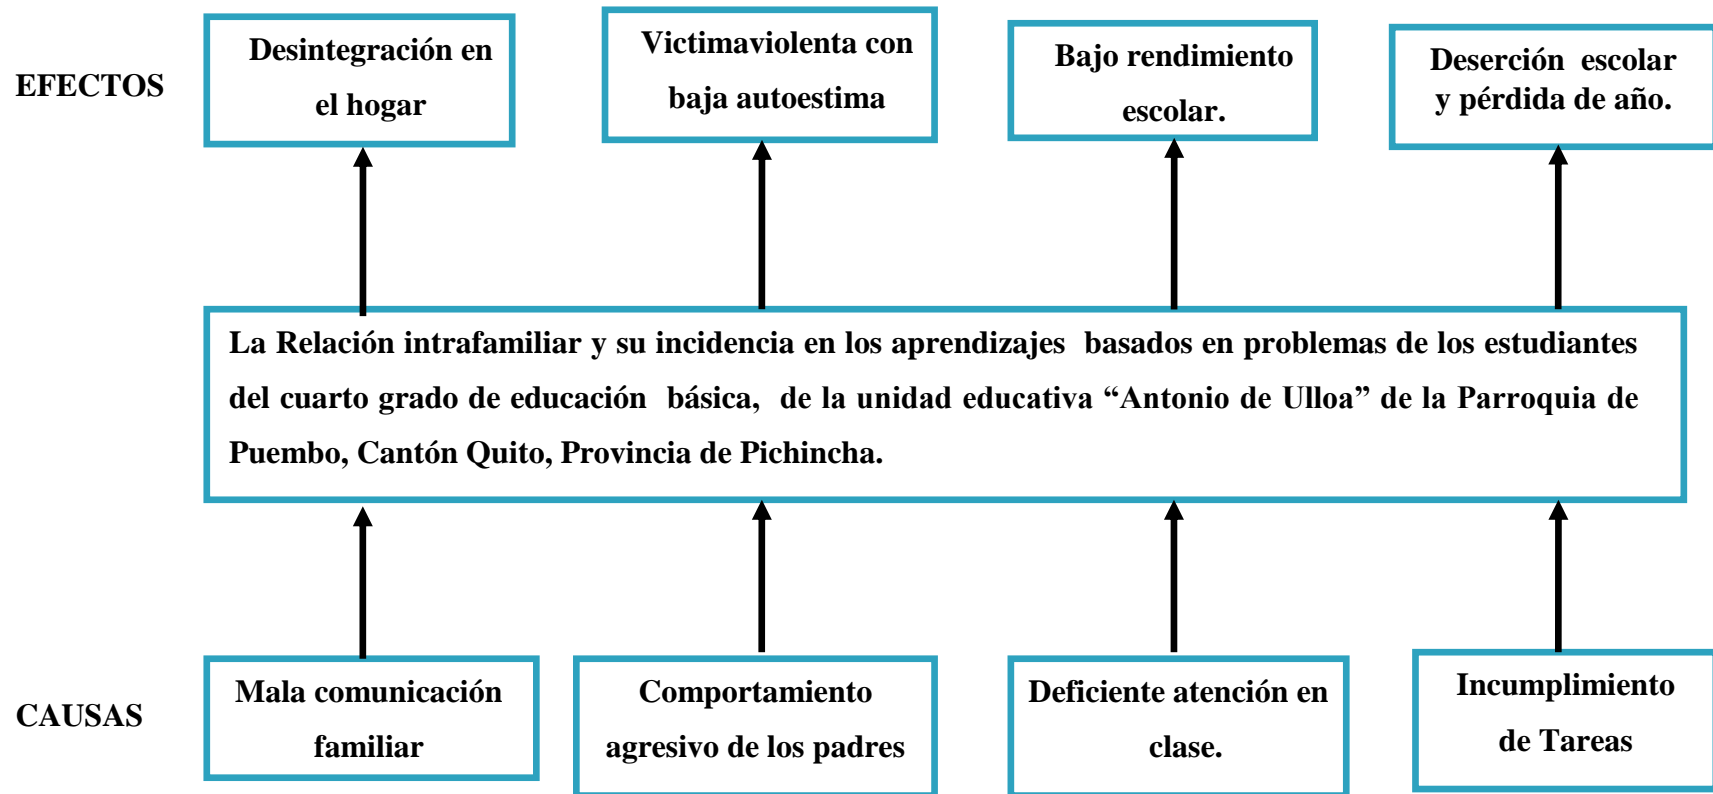 EFECTOS
Desintegración en
el hogar
Victimaviolenta con
baja autoestima
Bajo rendimiento
escolar.
Deserción escolar
y pérdida de año.
La Relación intrafamiliar y su incidencia en los aprendizajes basados en problemas de los estudiantes
del cuarto grado de educación básica, de la unidad educativa “Antonio de Ulloa” de la Parroquia de
Puembo, Cantón Quito, Provincia de Pichincha.
CAUSAS
Mala comunicación
familiar
Comportamiento
agresivo de los padres
Deficiente atención en
clase.
Incumplimiento
de Tareas